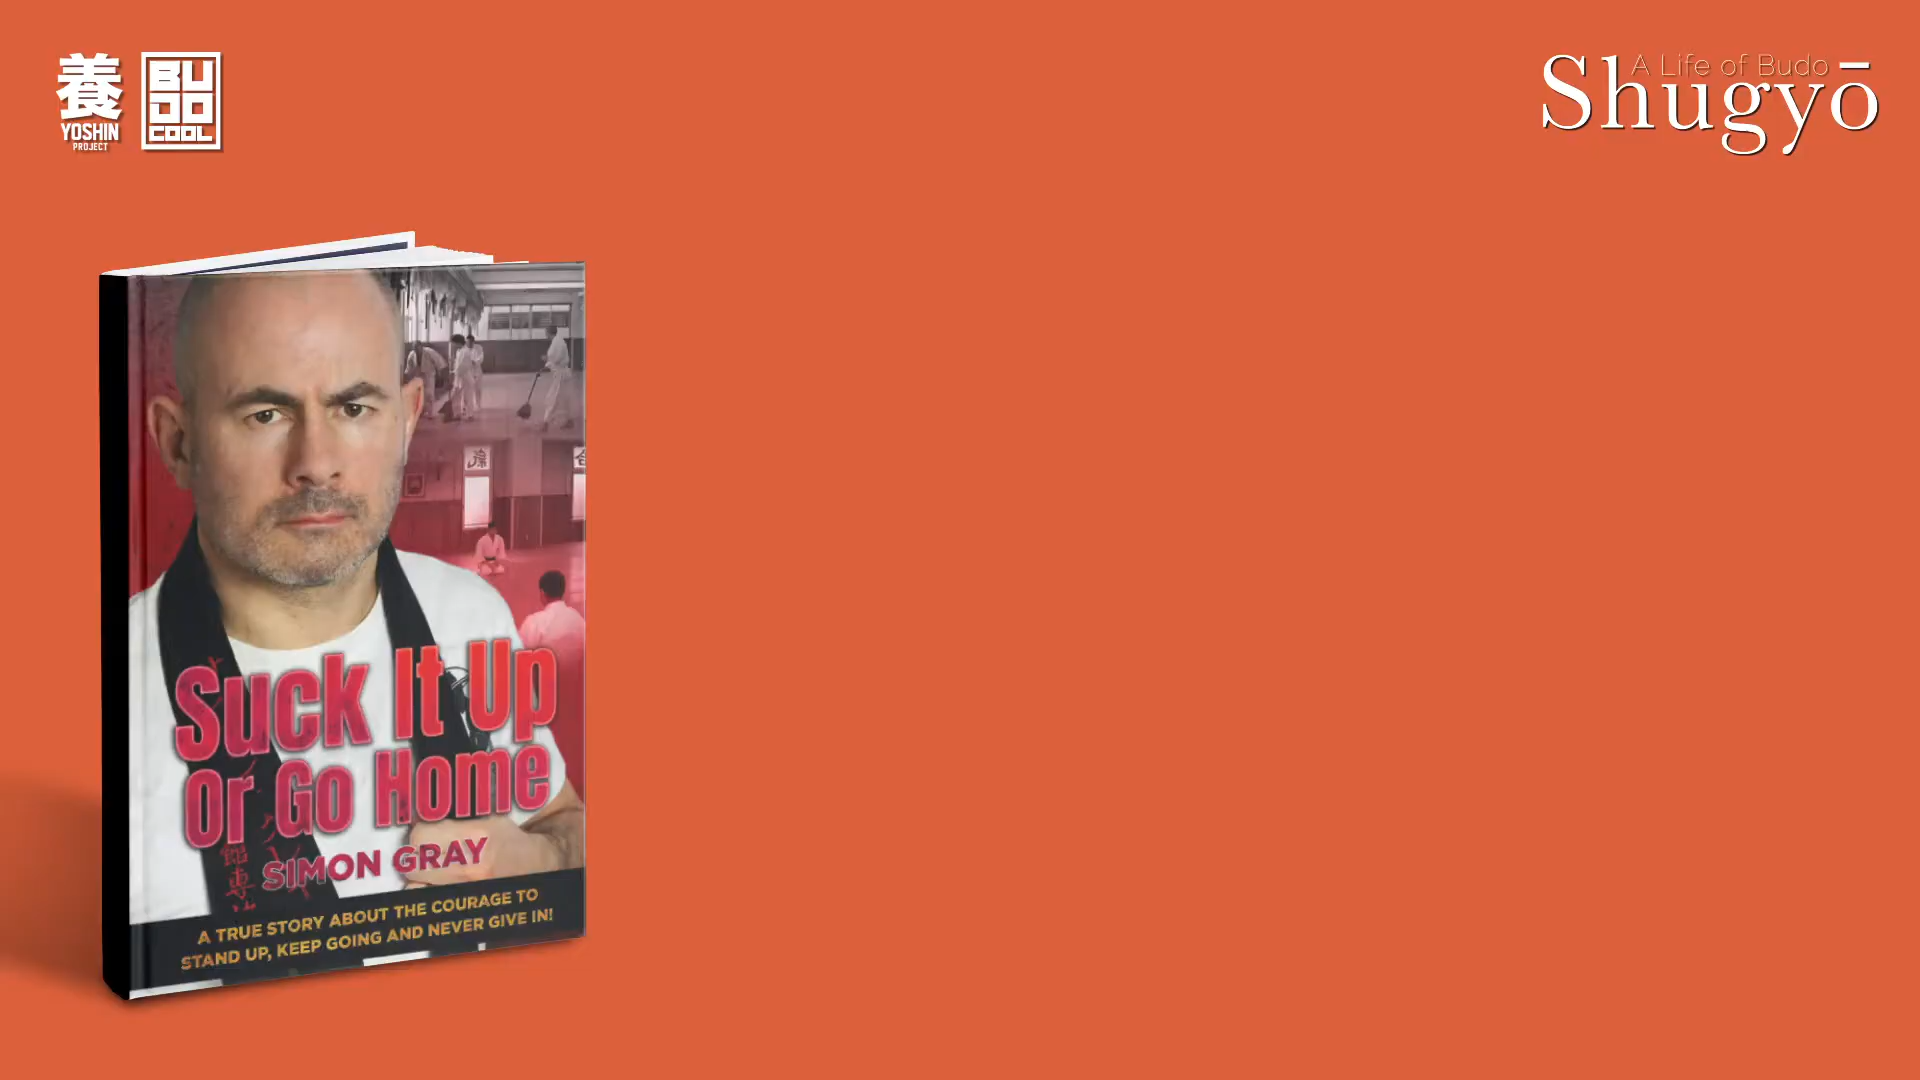 養
YOSHIN
PROJECT
BU
DO
COOL
A Life of Budo
Shugyō
Suck It Up
Or Go Home
SIMON GRAY
A TRUE STORY ABOUT THE COURAGE TO
STAND UP, KEEP GOING AND NEVER GIVE IN!